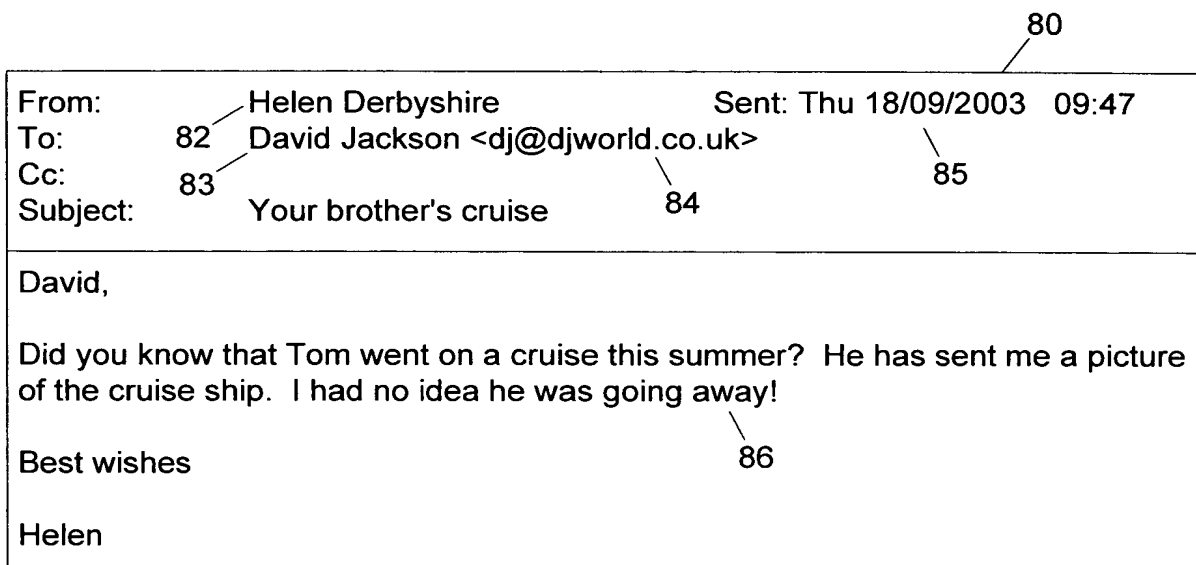 80
From: Helen Derbyshire Sent: Thu 18/09/2003 09:47
To: 82 David Jackson <dj@djworld.co.uk>
Cc: 83 84 85
Subject: Your brother's cruise
David,
Did you know that Tom went on a cruise this summer? He has sent me a picture
of the cruise ship. I had no idea he was going away!
86
Best wishes
Helen